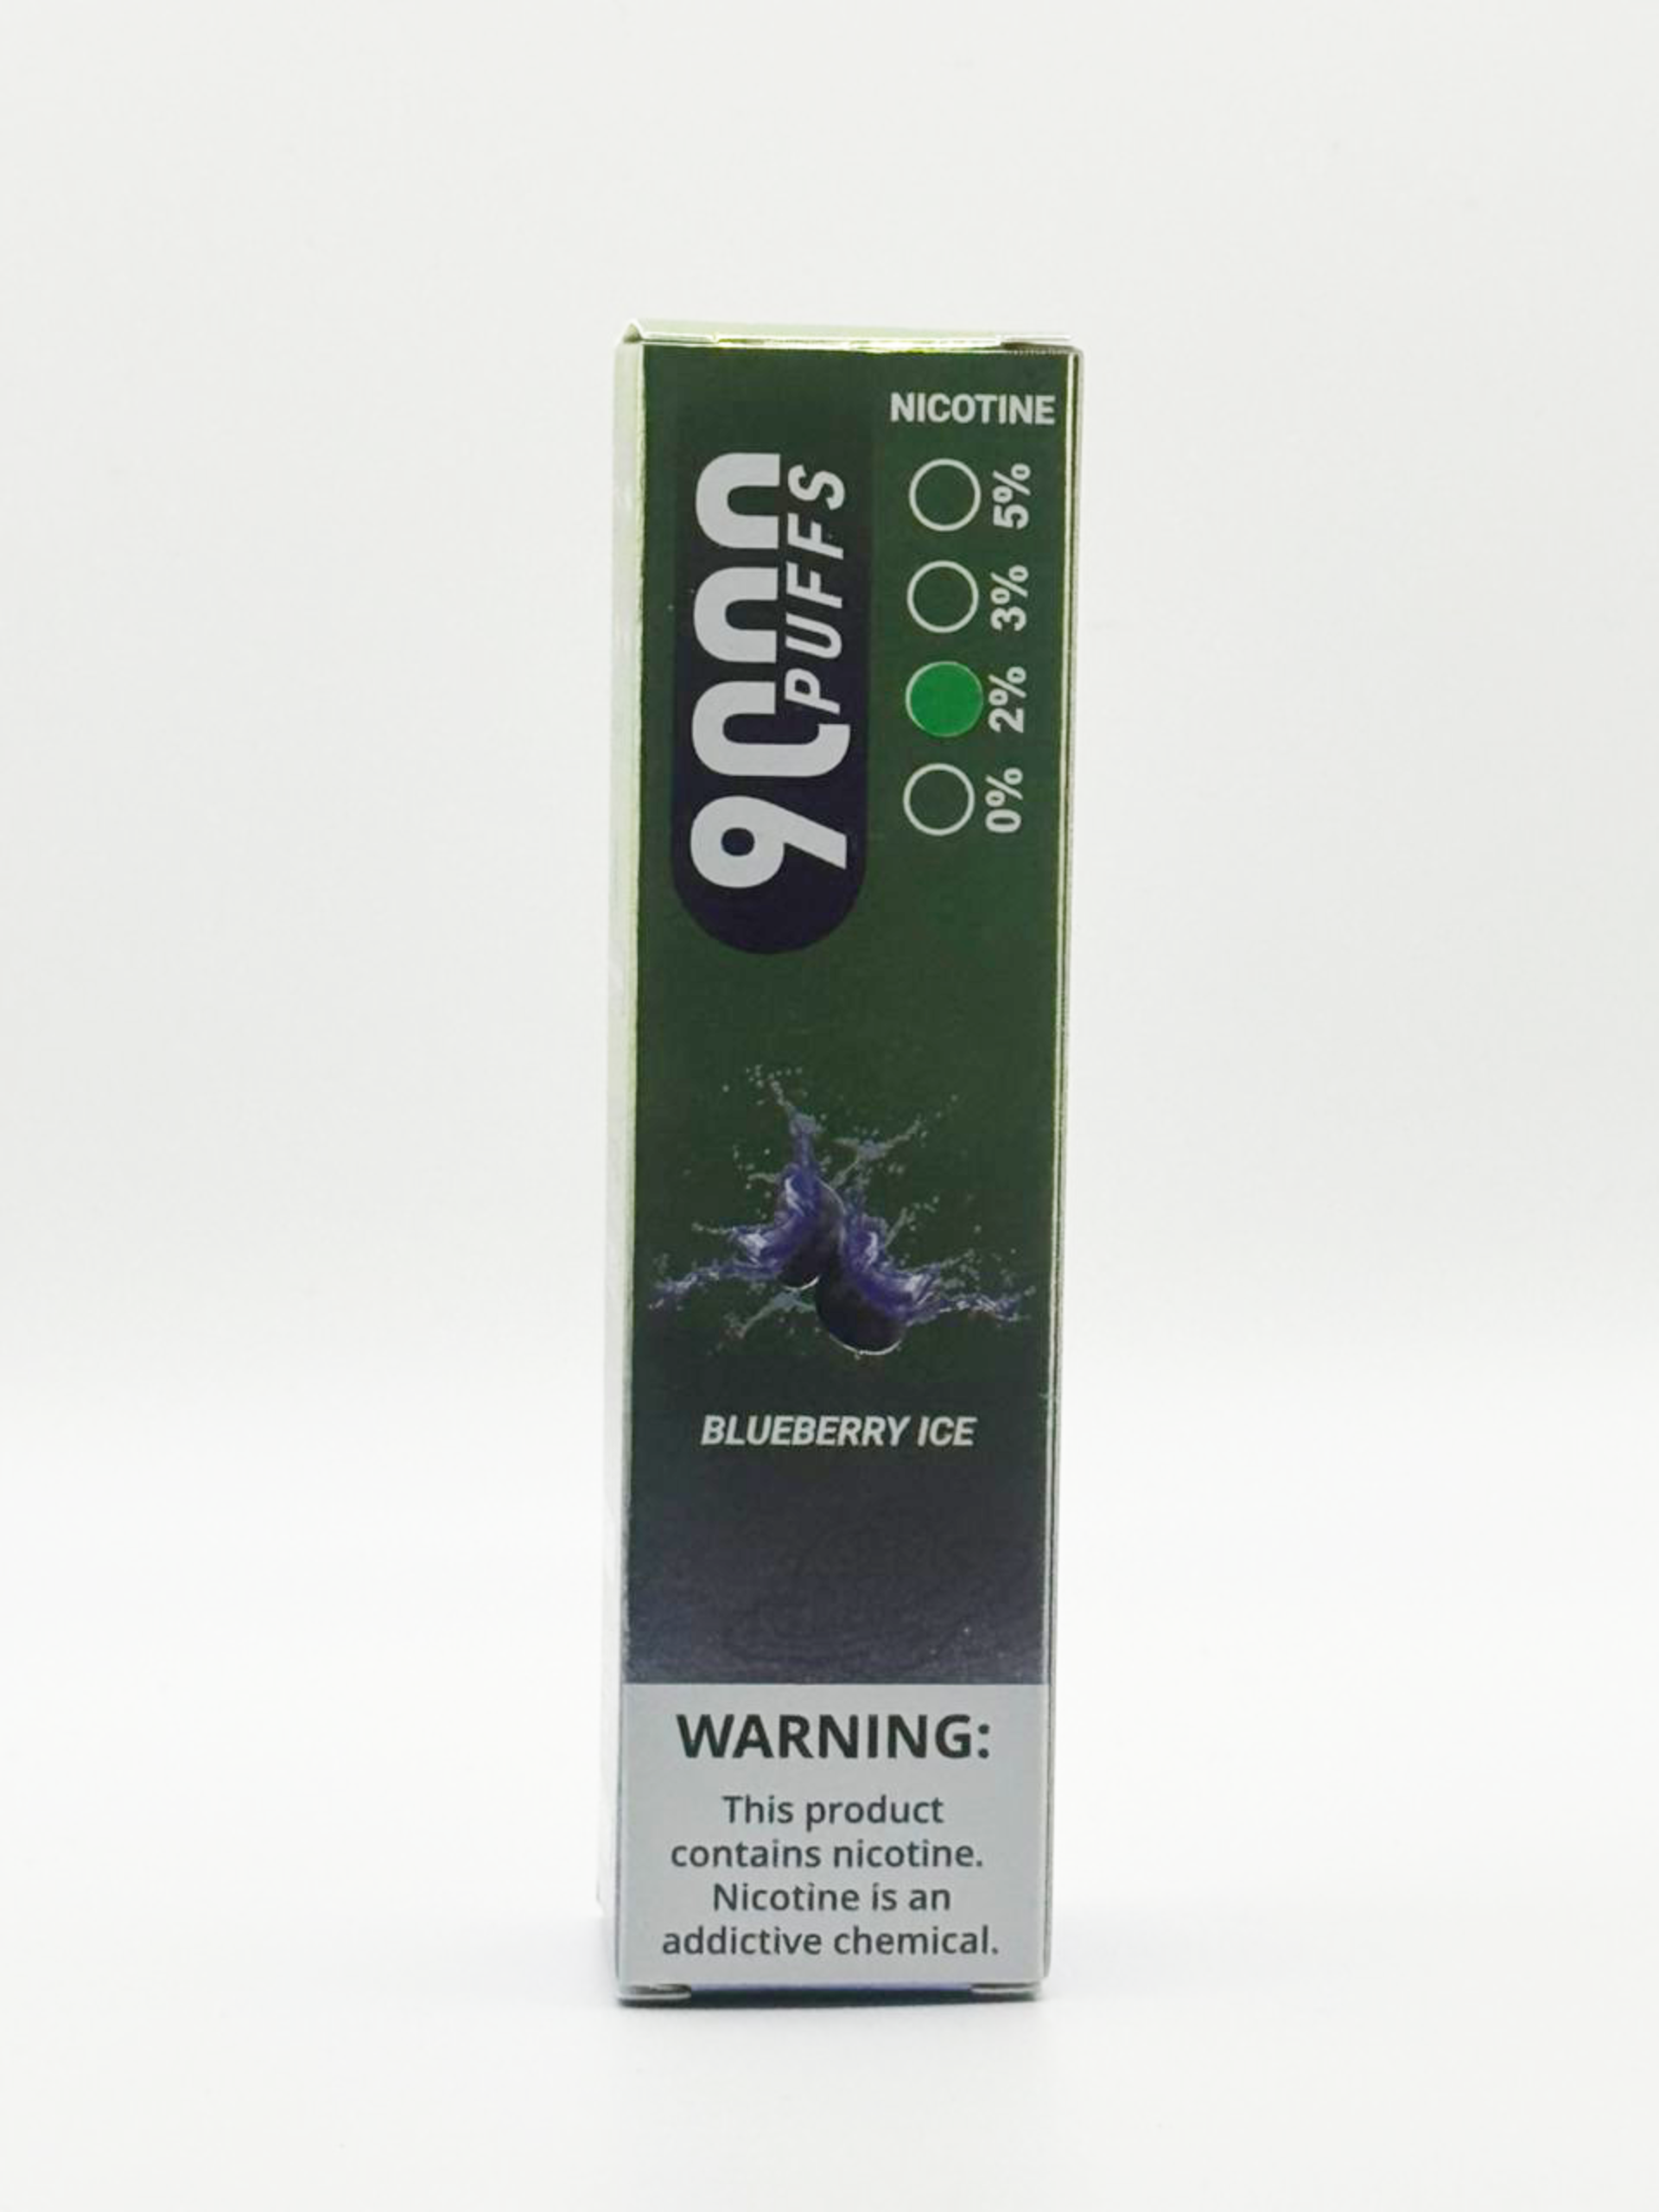 NICOTINE
5%
3%
2%
0%
9000
PUFFS
BLUEBERRY ICE
WARNING:
This product
contains nicotine.
Nicotine is an
addictive chemical.